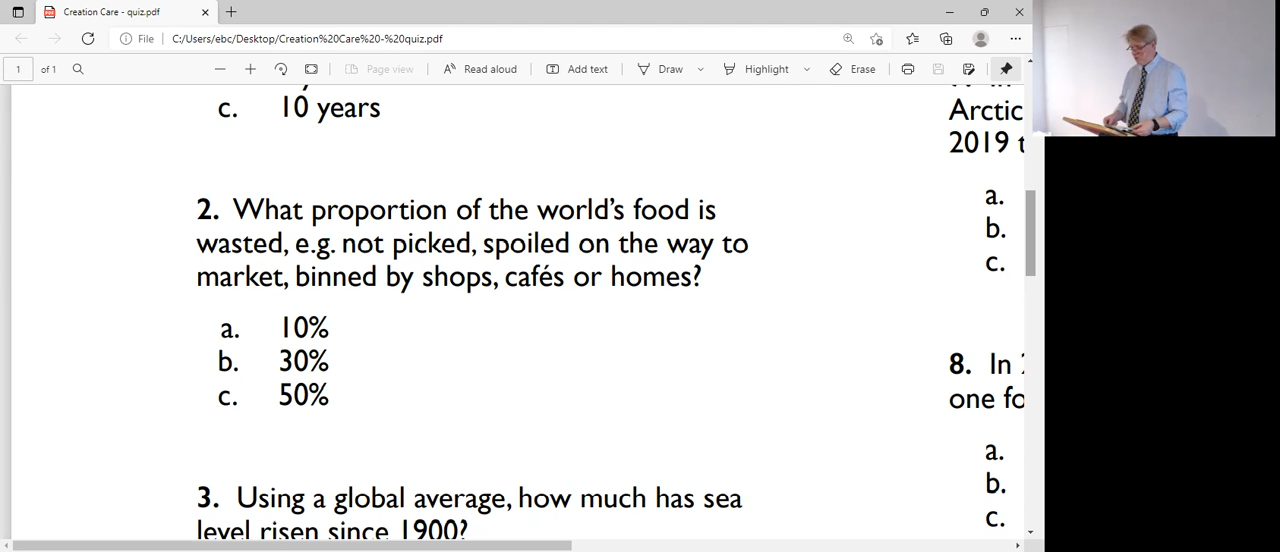 Creation Care - quiz.pdf
File
C:/Users/ebc/Desktop/Creation%20Care%20-%20quiz.pdf
1 of 1
Page view
Read aloud
Add text
Draw
Highlight
Erase
c. 10 years
2. What proportion of the world's food is
wasted, e.g. not picked, spoiled on the way to
market, binned by shops, cafés or homes?
a. 10%
b. 30%
c. 50%
3. Using a global average, how much has sea
level risen since 1900?
Arctic
2019
a.
b.
c.
8. In
one
a.
b.
c.